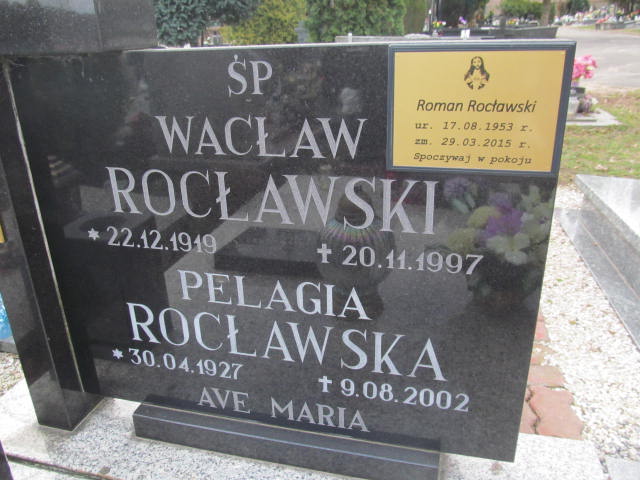 ŚP
WACŁAW
ROCŁAWSKI
* 22.12.1919 ✝ 20.11.1997
PELAGIA
ROCŁAWSKA
* 30.04.1927 ✝ 9.08.2002
AVE MARIA
Roman Rocławski
ur. 17.08.1953 r.
zm. 29.03.2015 r.
Spoczywaj w pokoju